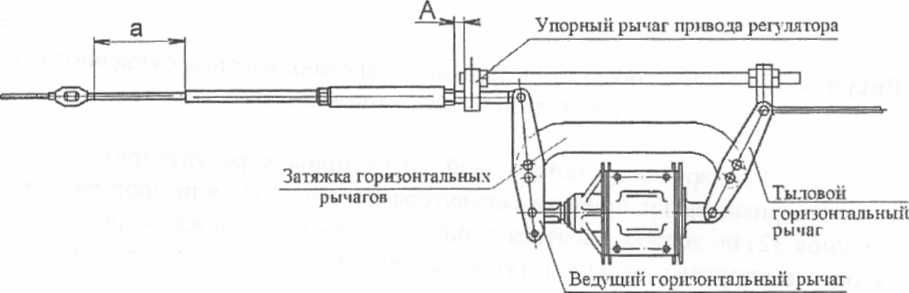 А
Упорный рычаг привода регулятора
а
Затяжка горизонтальных
рычагов
Тыловой
горизонтальный
рычаг
Ведущий горизонтальный рычаг